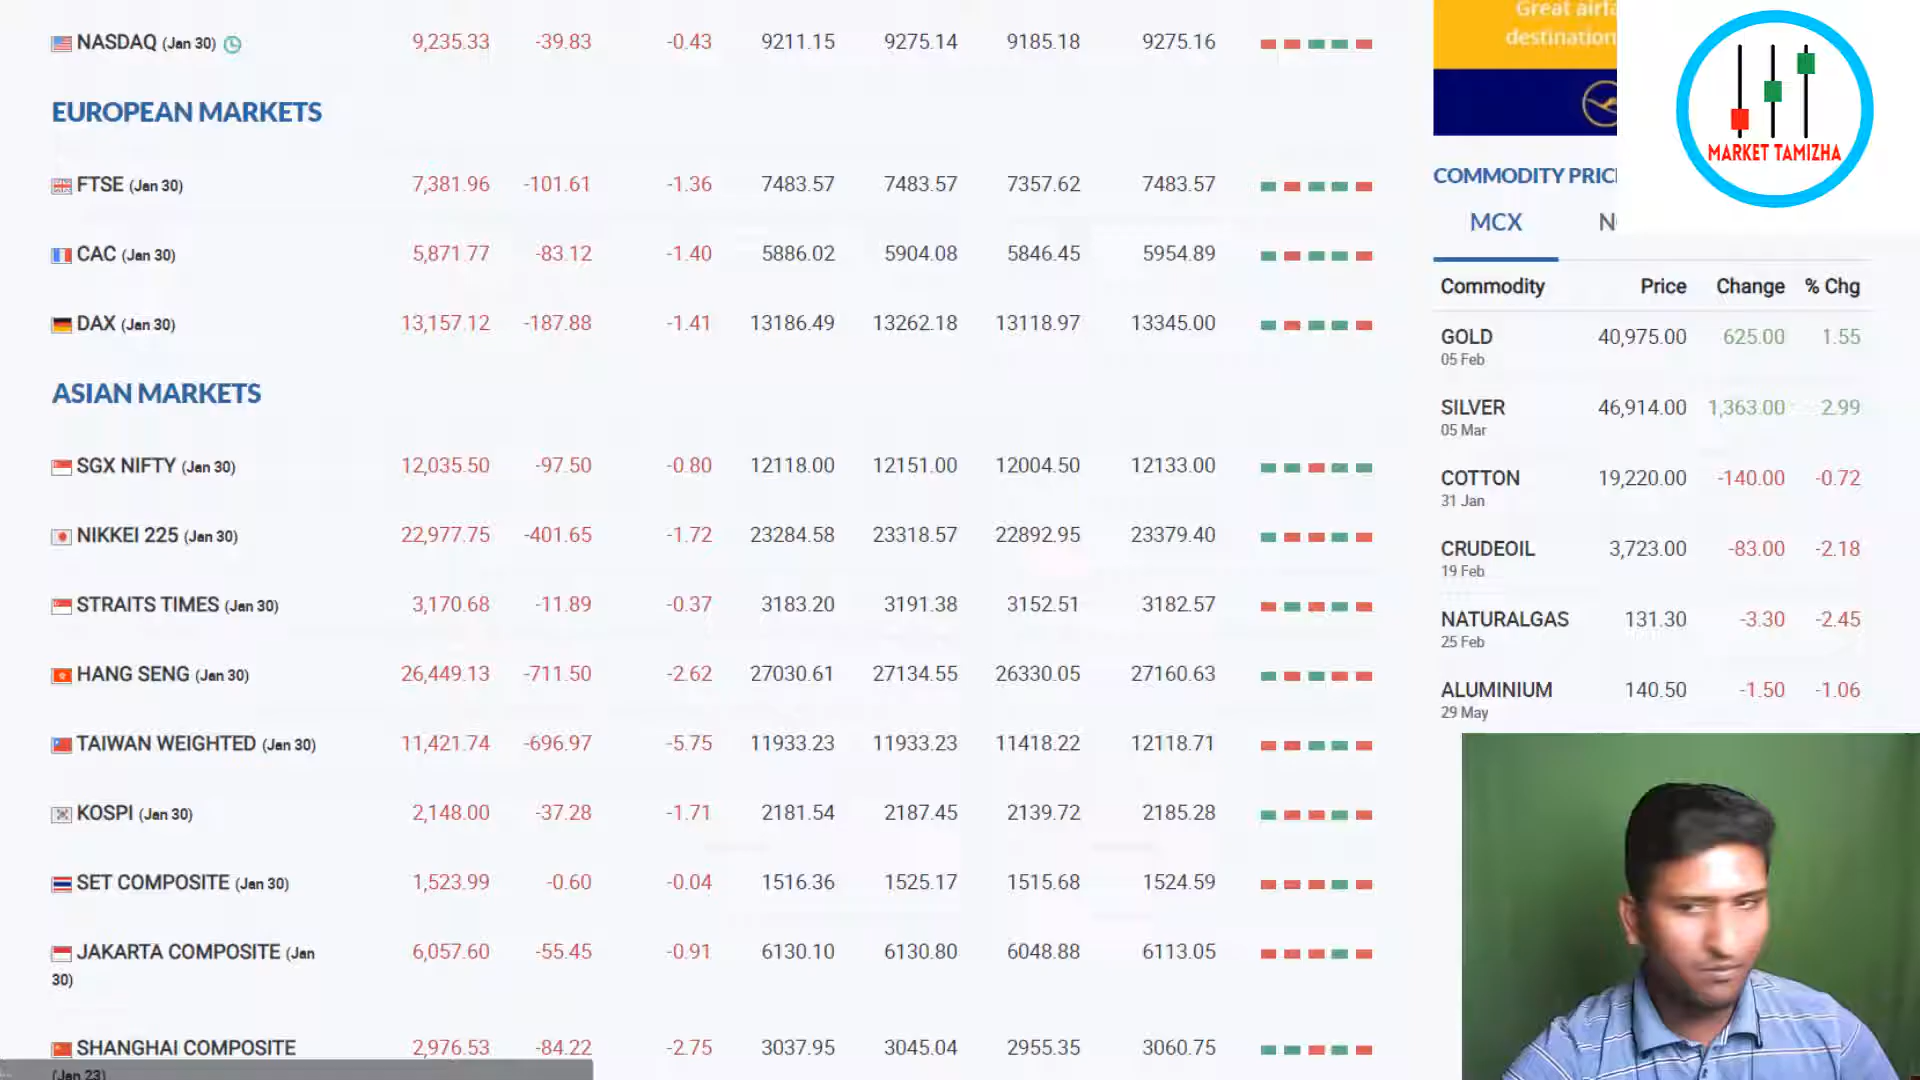 Great airfa
destination
MARKET TAMIZHA
NASDAQ (Jan 30) 9,235.33 -39.83 -0.43 9211.15 9275.14 9185.18 9275.16
EUROPEAN MARKETS
FTSE (Jan 30) 7,381.96 -101.61 -1.36 7483.57 7483.57 7357.62 7483.57
CAC (Jan 30) 5,871.77 -83.12 -1.40 5886.02 5904.08 5846.45 5954.89
DAX (Jan 30) 13,157.12 -187.88 -1.41 13186.49 13262.18 13118.97 13345.00
ASIAN MARKETS
SGX NIFTY (Jan 30) 12,035.50 -97.50 -0.80 12118.00 12151.00 12004.50 12133.00
NIKKEI 225 (Jan 30) 22,977.75 -401.65 -1.72 23284.58 23318.57 22892.95 23379.40
STRAITS TIMES (Jan 30) 3,170.68 -11.89 -0.37 3183.20 3191.38 3152.51 3182.57
HANG SENG (Jan 30) 26,449.13 -711.50 -2.62 27030.61 27134.55 26330.05 27160.63
TAIWAN WEIGHTED (Jan 30) 11,421.74 -696.97 -5.75 11933.23 11933.23 11418.22 12118.71
KOSPI (Jan 30) 2,148.00 -37.28 -1.71 2181.54 2187.45 2139.72 2185.28
SET COMPOSITE (Jan 30) 1,523.99 -0.60 -0.04 1516.36 1525.17 1515.68 1524.59
JAKARTA COMPOSITE (Jan 6,057.60 -55.45 -0.91 6130.10 6130.80 6048.88 6113.05
30)
SHANGHAI COMPOSITE 2,976.53 -84.22 -2.75 3037.95 3045.04 2955.35 3060.75
(Jan 23)
COMMODITY PRIC
MCX N
Commodity Price Change % Chg
GOLD 40,975.00 625.00 1.55
05 Feb
SILVER 46,914.00 1,363.00 2.99
05 Mar
COTTON 19,220.00 -140.00 -0.72
31 Jan
CRUDEOIL 3,723.00 -83.00 -2.18
19 Feb
NATURALGAS 131.30 -3.30 -2.45
25 Feb
ALUMINIUM 140.50 -1.50 -1.06
29 May